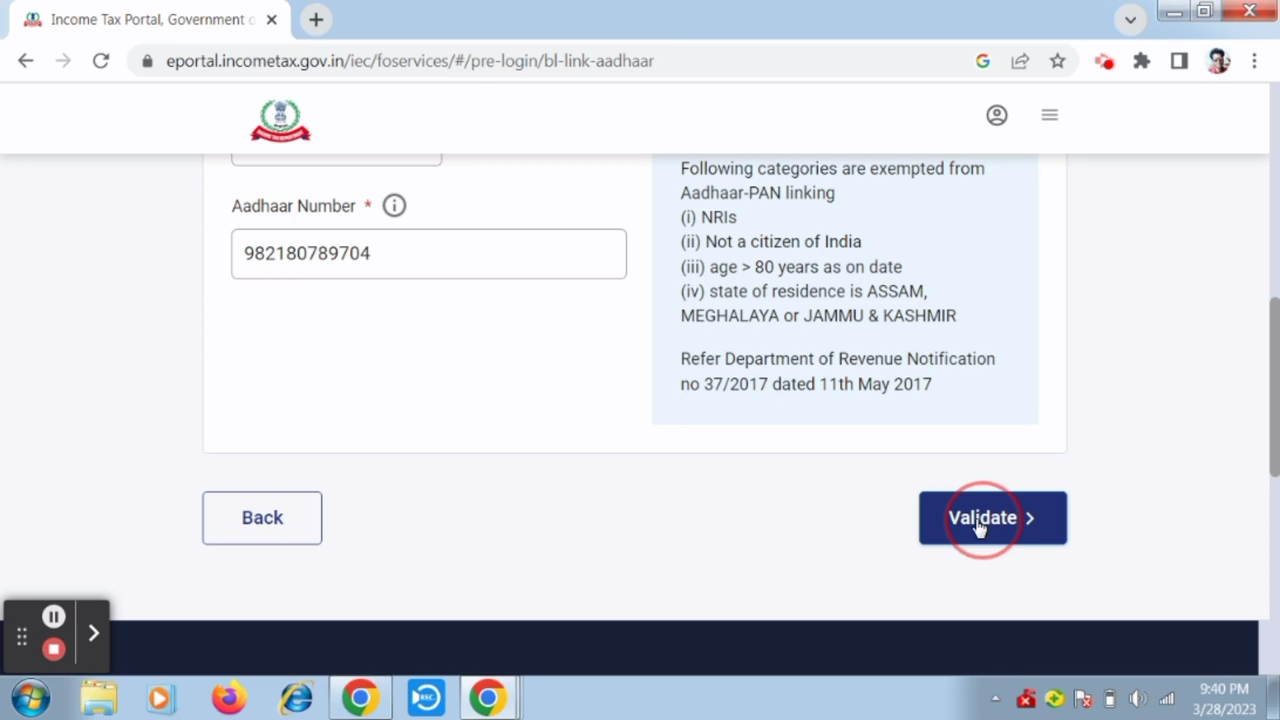 Income Tax Portal, Government o
eportal.incometax.gov.in/iec/foservices/#/pre-login/bl-link-aadhaar
Aadhaar Number *
982180789704
Following categories are exempted from
Aadhaar-PAN linking
(i) NRIs
(ii) Not a citizen of India
(iii) age > 80 years as on date
(iv) state of residence is ASSAM,
MEGHALAYA or JAMMU & KASHMIR
Refer Department of Revenue Notification
no 37/2017 dated 11th May 2017
Back
Validate
REC
9:40 PM
3/28/2023